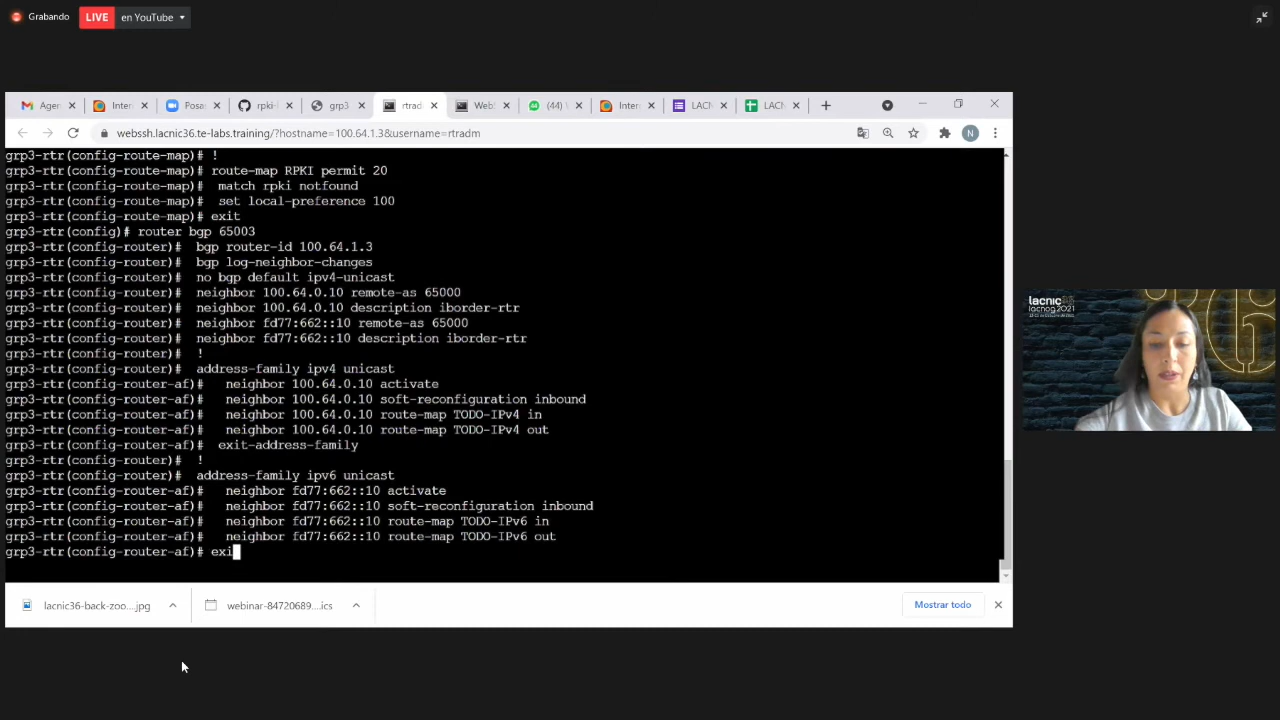 Grabando
LIVE
en YouTube
Agen
Inter
Posa
rpki-
grp3
rtrad
WebS
(44)
Inter
LACN
LACN
webssh.lacnic36.te-labs.training/?hostname=100.64.1.3&username=rtradm
N
grp3-rtr(config-route-map)# !
grp3-rtr(config-route-map)# route-map RPKI permit 20
grp3-rtr(config-route-map)# match rpki notfound
grp3-rtr(config-route-map)# set local-preference 100
grp3-rtr(config-route-map)# exit
grp3-rtr(config)# router bgp 65003
grp3-rtr(config-router)# bgp router-id 100.64.1.3
grp3-rtr(config-router)# bgp log-neighbor-changes
grp3-rtr(config-router)# no bgp default ipv4-unicast
grp3-rtr(config-router)# neighbor 100.64.0.10 remote-as 65000
grp3-rtr(config-router)# neighbor 100.64.0.10 description iborder-rtr
grp3-rtr(config-router)# neighbor fd77:662::10 remote-as 65000
grp3-rtr(config-router)# neighbor fd77:662::10 description iborder-rtr
grp3-rtr(config-router)# !
grp3-rtr(config-router)# address-family ipv4 unicast
grp3-rtr(config-router-af)# neighbor 100.64.0.10 activate
grp3-rtr(config-router-af)# neighbor 100.64.0.10 soft-reconfiguration inbound
grp3-rtr(config-router-af)# neighbor 100.64.0.10 route-map TODO-IPv4 in
grp3-rtr(config-router-af)# neighbor 100.64.0.10 route-map TODO-IPv4 out
grp3-rtr(config-router-af)# exit-address-family
grp3-rtr(config-router)# !
grp3-rtr(config-router)# address-family ipv6 unicast
grp3-rtr(config-router-af)# neighbor fd77:662::10 activate
grp3-rtr(config-router-af)# neighbor fd77:662::10 soft-reconfiguration inbound
grp3-rtr(config-router-af)# neighbor fd77:662::10 route-map TODO-IPv6 in
grp3-rtr(config-router-af)# neighbor fd77:662::10 route-map TODO-IPv6 out
grp3-rtr(config-router-af)# exi
lacnic36-back-zoo....jpg
webinar-84720689....ics
Mostrar todo
lacnic36
lacnog2021